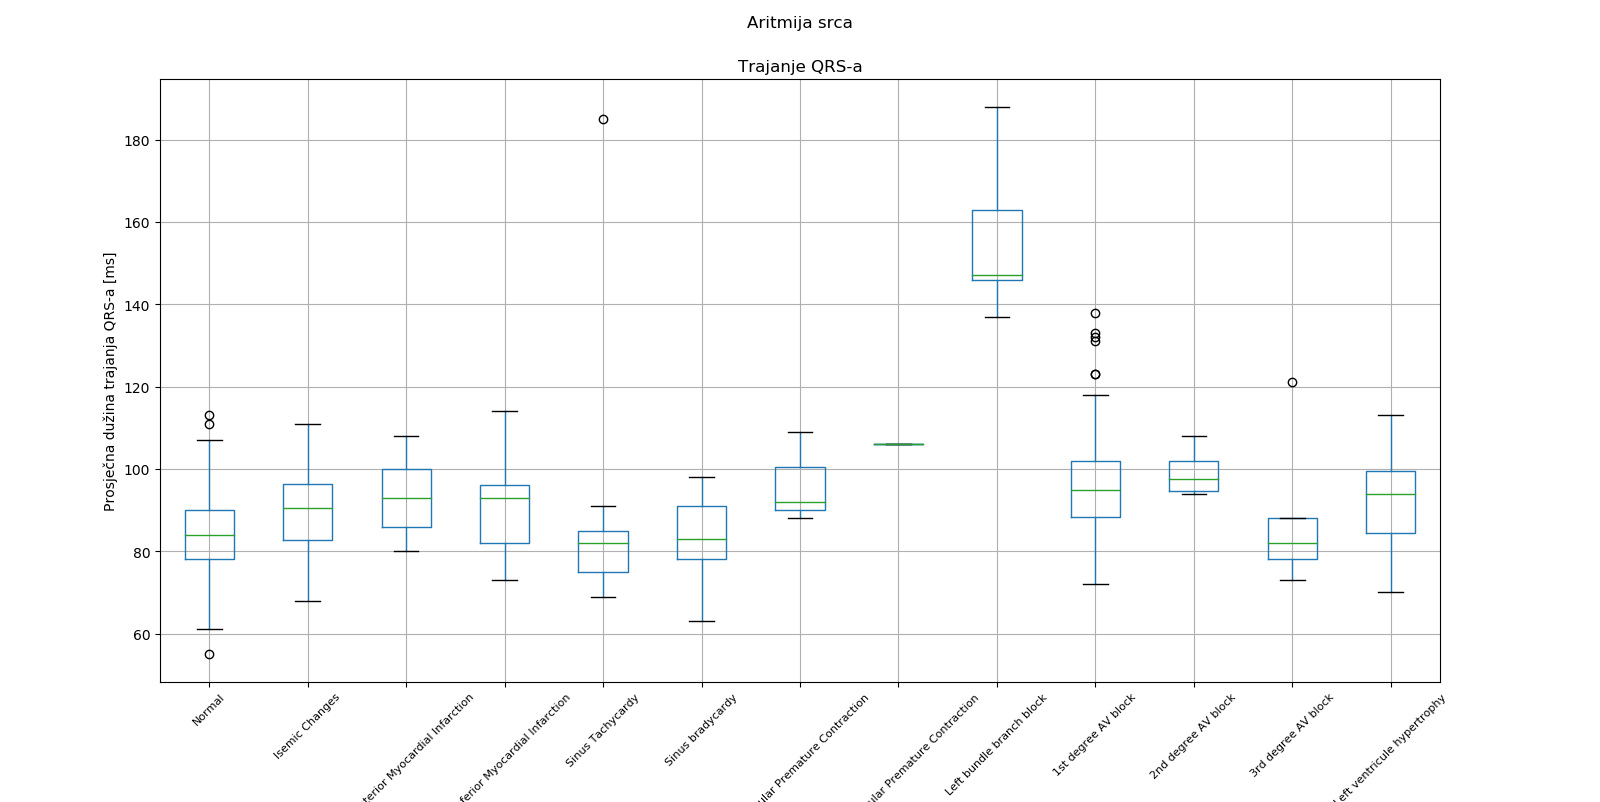 Aritmija srca
Trajanje QRS-a
Prosječna dužina trajanja QRS-a [ms]
180
160
140
120
100
80
60
Normal
Isemic Changes
terior Myocardial Infarction
ferior Myocardial Infarction
Sinus Tachycardy
Sinus bradycardy
ular Premature Contraction
ular Premature Contraction
Left bundle branch block
1st degree AV block
2nd degree AV block
3rd degree AV block
Left ventricule hypertrophy